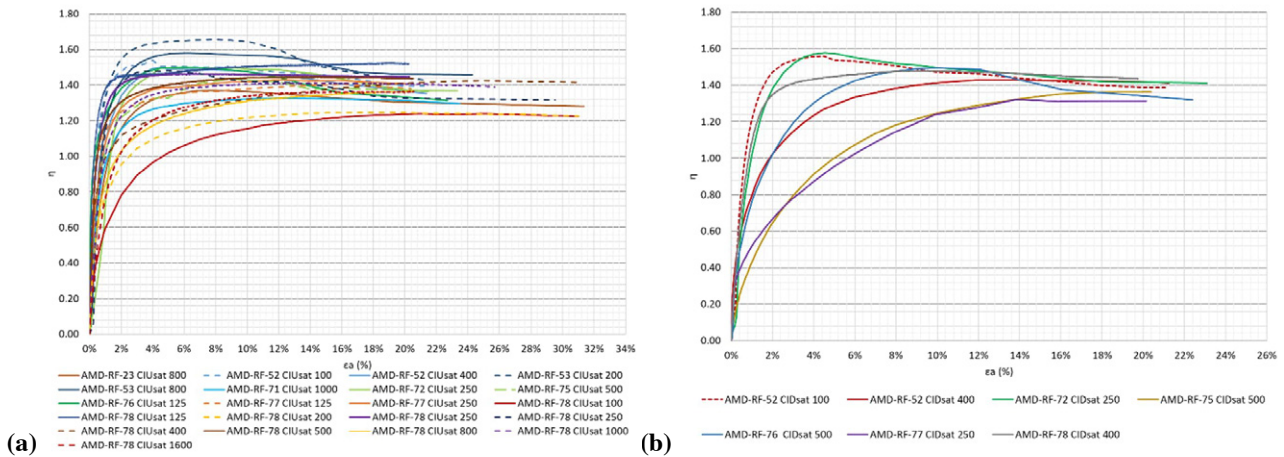 1.80
1.60
1.40
1.20
1.00
0.80
0.60
0.40
0.20
0.00
η
0% 2% 4% 6% 8% 10% 12% 14% 16% 18% 20% 22% 24% 26% 28% 30% 32% 34%
εa (%)
AMD-RF-23 CIUsat 800 AMD-RF-52 CIUsat 100 AMD-RF-52 CIUsat 400 AMD-RF-53 CIUsat 200
AMD-RF-53 CIUsat 800 AMD-RF-71 CIUsat 1000 AMD-RF-72 CIUsat 250 AMD-RF-75 CIUsat 500
AMD-RF-76 CIUsat 125 AMD-RF-77 CIUsat 125 AMD-RF-77 CIUsat 250 AMD-RF-78 CIUsat 100
AMD-RF-78 CIUsat 125 AMD-RF-78 CIUsat 200 AMD-RF-78 CIUsat 250 AMD-RF-78 CIUsat 250
AMD-RF-78 CIUsat 400 AMD-RF-78 CIUsat 500 AMD-RF-78 CIUsat 800 AMD-RF-78 CIUsat 1000
AMD-RF-78 CIUsat 1600
(a)
1.80
1.60
1.40
1.20
1.00
0.80
0.60
0.40
0.20
0.00
η
0% 2% 4% 6% 8% 10% 12% 14% 16% 18% 20% 22% 24% 26%
εa (%)
AMD-RF-52 CIDsat 100 AMD-RF-52 CIDsat 400 AMD-RF-72 CIDsat 250 AMD-RF-75 CIDsat 500
AMD-RF-76 CIDsat 500 AMD-RF-77 CIDsat 250 AMD-RF-78 CIDsat 400
(b)